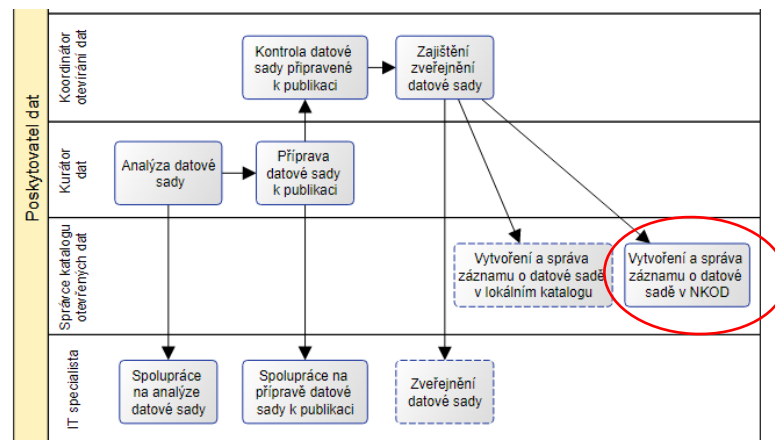 Poskytovatel dat
Koordinátor
otevírání dat
Kontrola datové
sady připravené
k publikaci
Zajištění
zveřejnění
datové sady
Kurátor
dat
Analýza datové
sady
Příprava
datové sady
k publikaci
Správce katalogu
otevřených dat
Vytvoření a správa
záznamu o datové sadě
v lokálním katalogu
Vytvoření a správa
záznamu o datové
sadě v NKOD
IT specialista
Spolupráce
na analýze
datové sady
Spolupráce na
přípravě datové
sady k publikaci
Zveřejnění
datové sady